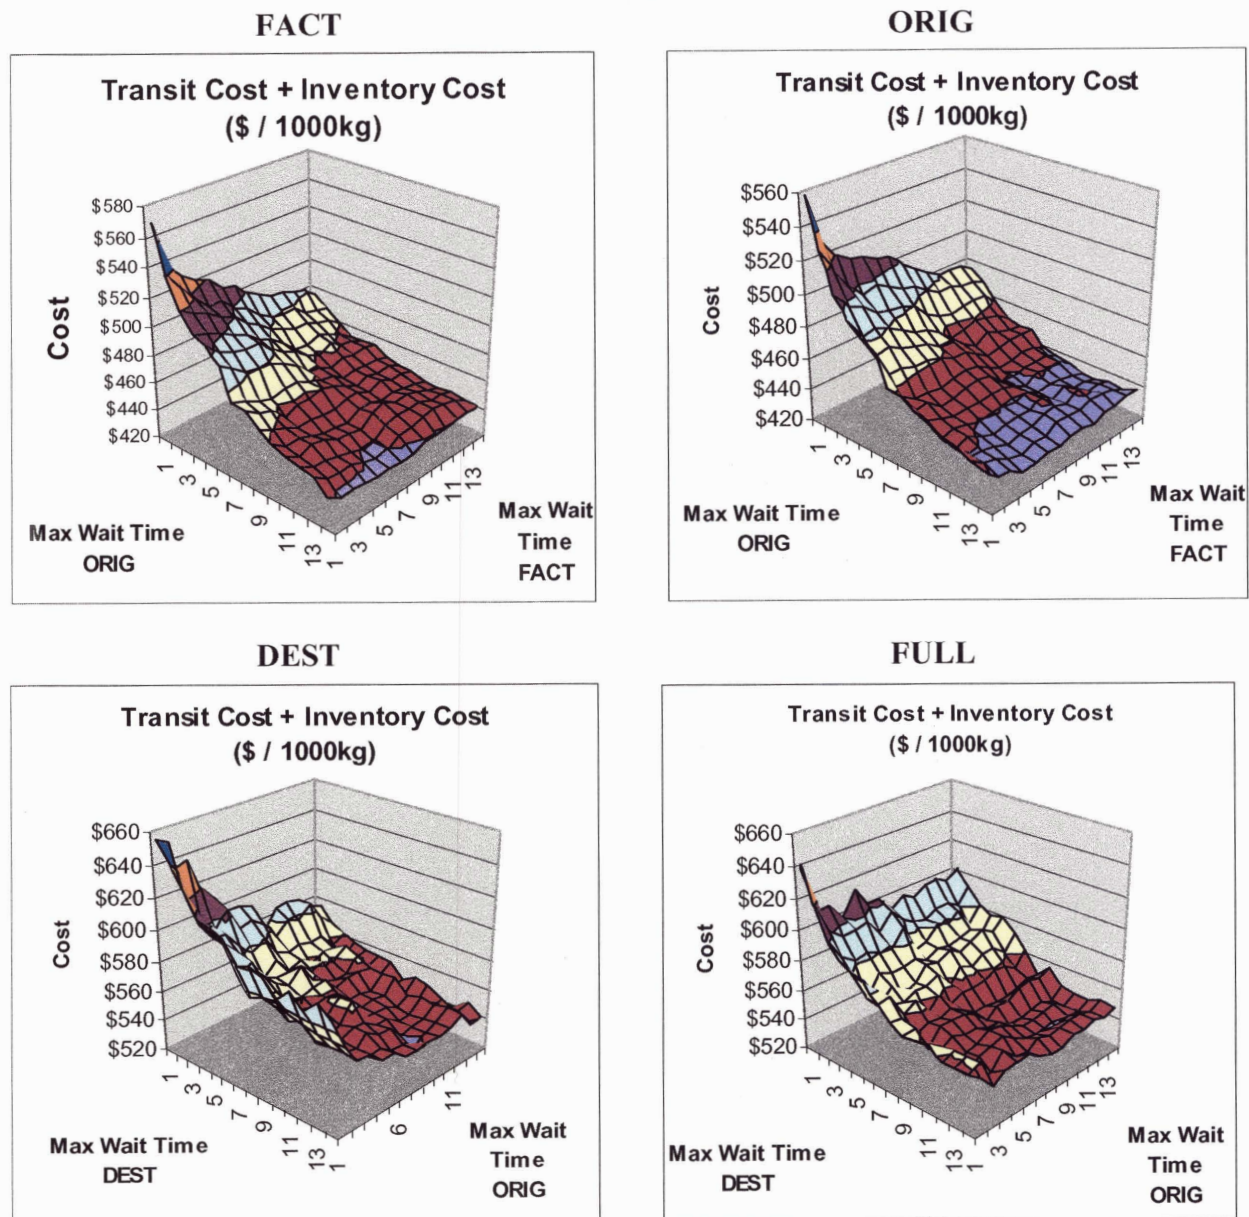 FACT
Transit Cost + Inventory Cost
($ / 1000kg)
$580
$560
$540
$520
$500
$480
$460
$440
$420
Cost
1
3
5
7
9
11
13
Max Wait Time
ORIG
1
3
5
7
9
11
13
Max Wait
Time
FACT
ORIG
Transit Cost + Inventory Cost
($ / 1000kg)
$560
$540
$520
$500
$480
$460
$440
$420
Cost
1
3
5
7
9
11
13
Max Wait Time
ORIG
1
3
5
7
9
11
13
Max Wait
Time
FACT
DEST
Transit Cost + Inventory Cost
($ / 1000kg)
$660
$640
$620
$600
$580
$560
$540
$520
Cost
1
3
5
7
9
11
13
Max Wait Time
DEST
1
6
11
Max Wait
Time
ORIG
FULL
Transit Cost + Inventory Cost
($ / 1000kg)
$660
$640
$620
$600
$580
$560
$540
$520
Cost
1
3
5
7
9
11
13
Max Wait Time
DEST
1
3
5
7
9
11
13
Max Wait
Time
ORIG